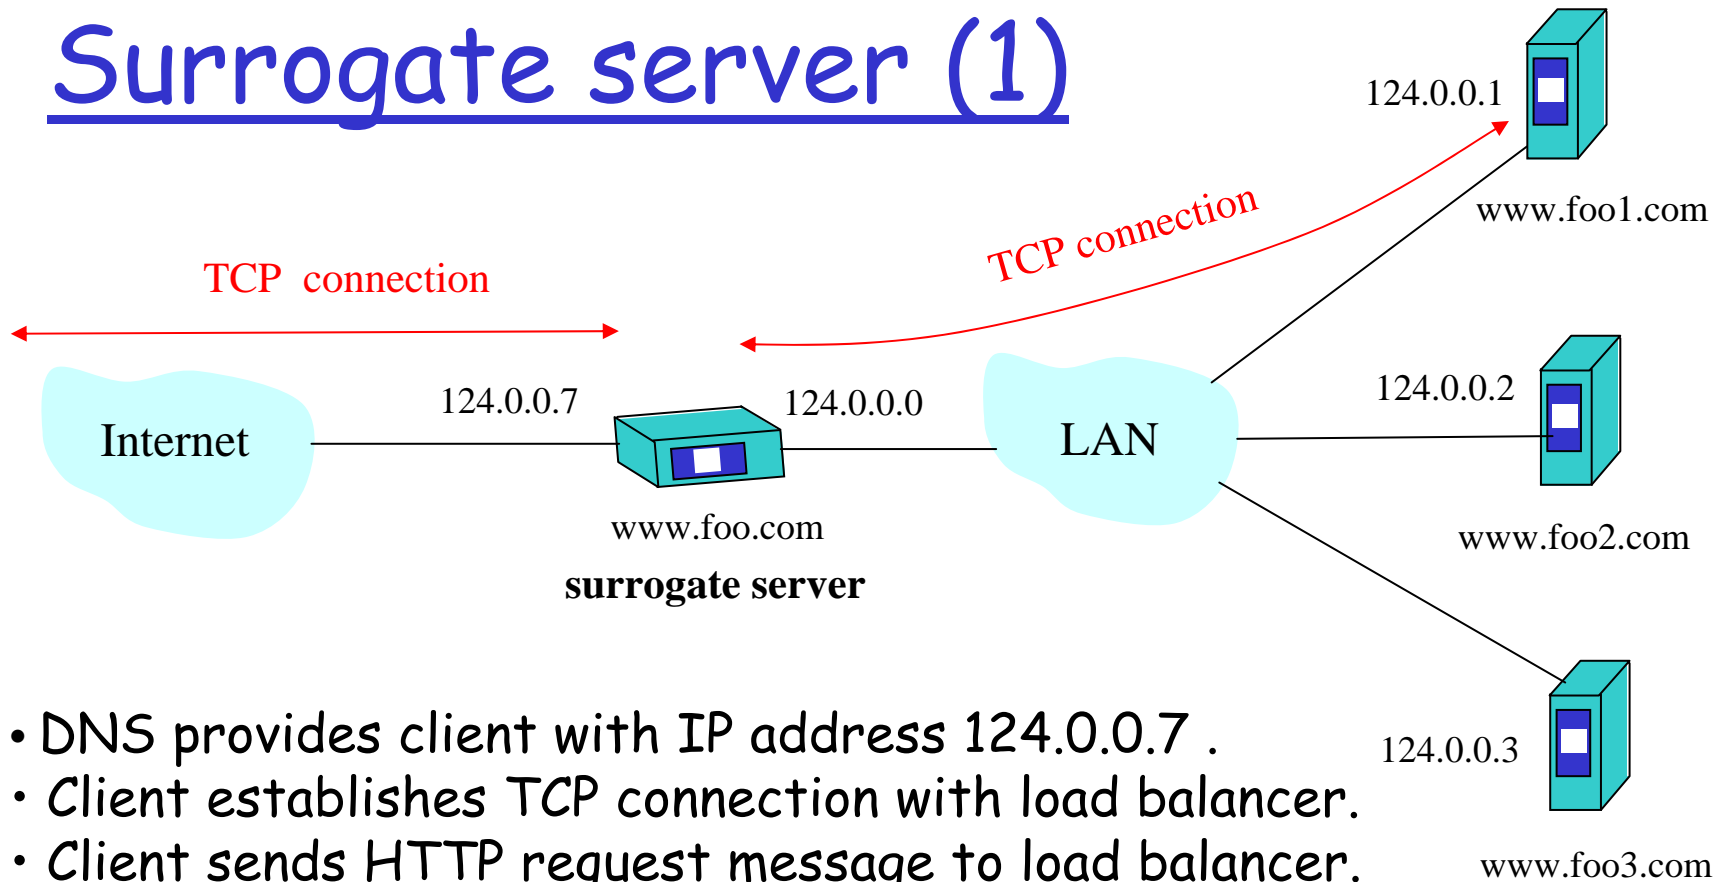 Surrogate server (1)
124.0.0.1
www.foo1.com
TCP connection
TCP connection
124.0.0.7
124.0.0.0
124.0.0.2
Internet
LAN
www.foo.com
www.foo2.com
surrogate server
• DNS provides client with IP address 124.0.0.7 .
124.0.0.3
• Client establishes TCP connection with load balancer.
• Client sends HTTP request message to load balancer.
www.foo3.com